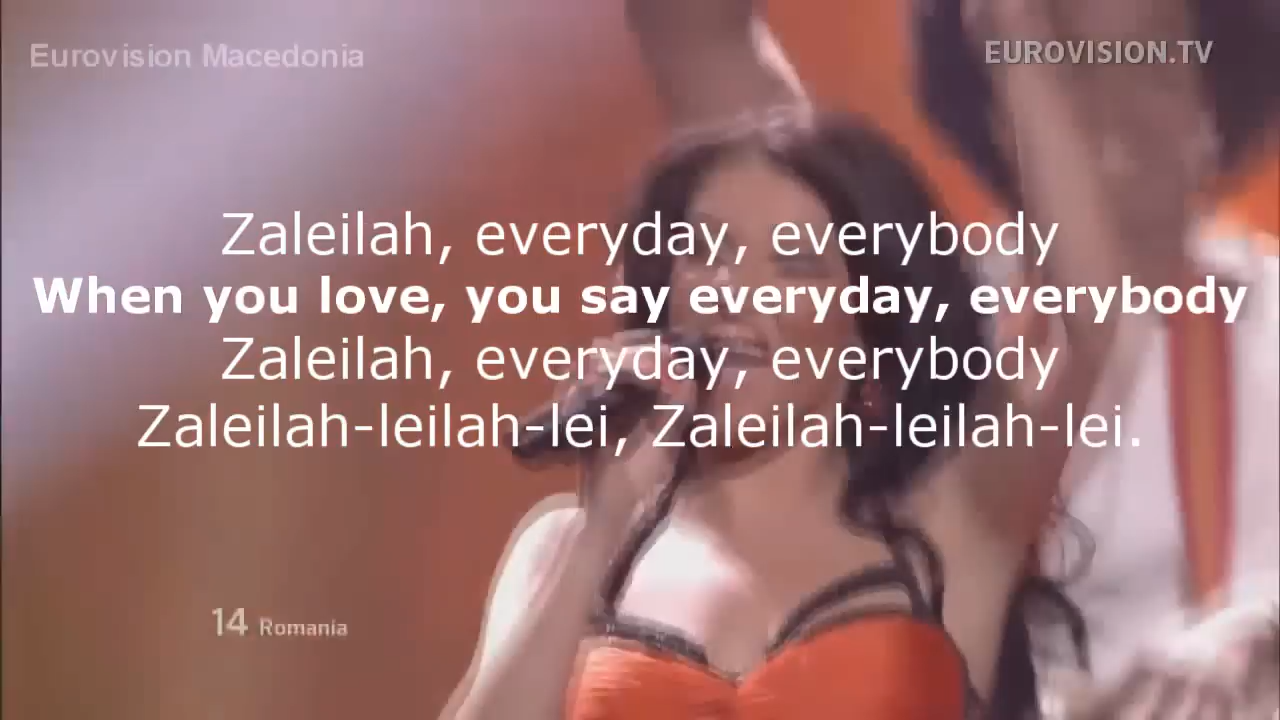 Eurovision Macedonia
EUROVISION.TV
Zaleilah, everyday, everybody
When you love, you say everyday, everybody
Zaleilah, everyday, everybody
Zaleilah-leilah-lei, Zaleilah-leilah-lei.
14 Romania